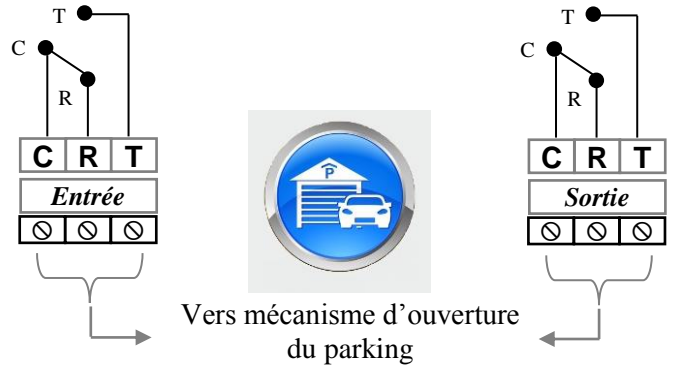 T
C
R
C R T
Entrée
T
C
R
C R T
Sortie
P
Vers mécanisme d'ouverture
du parking